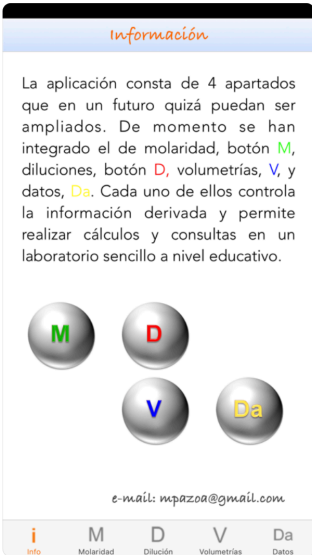 Información
La aplicación consta de 4 apartados
que en un futuro quizá puedan ser
ampliados. De momento se han
integrado el de molaridad, botón M,
diluciones, botón D, volumetrías, V, y
datos, Da. Cada uno de ellos controla
la información derivada y permite
realizar cálculos y consultas en un
laboratorio sencillo a nivel educativo.
M D
V Da
e-mail: mpazoa@gmail.com
i M D V Da
Info Molaridad Dilución Volumetrías Datos